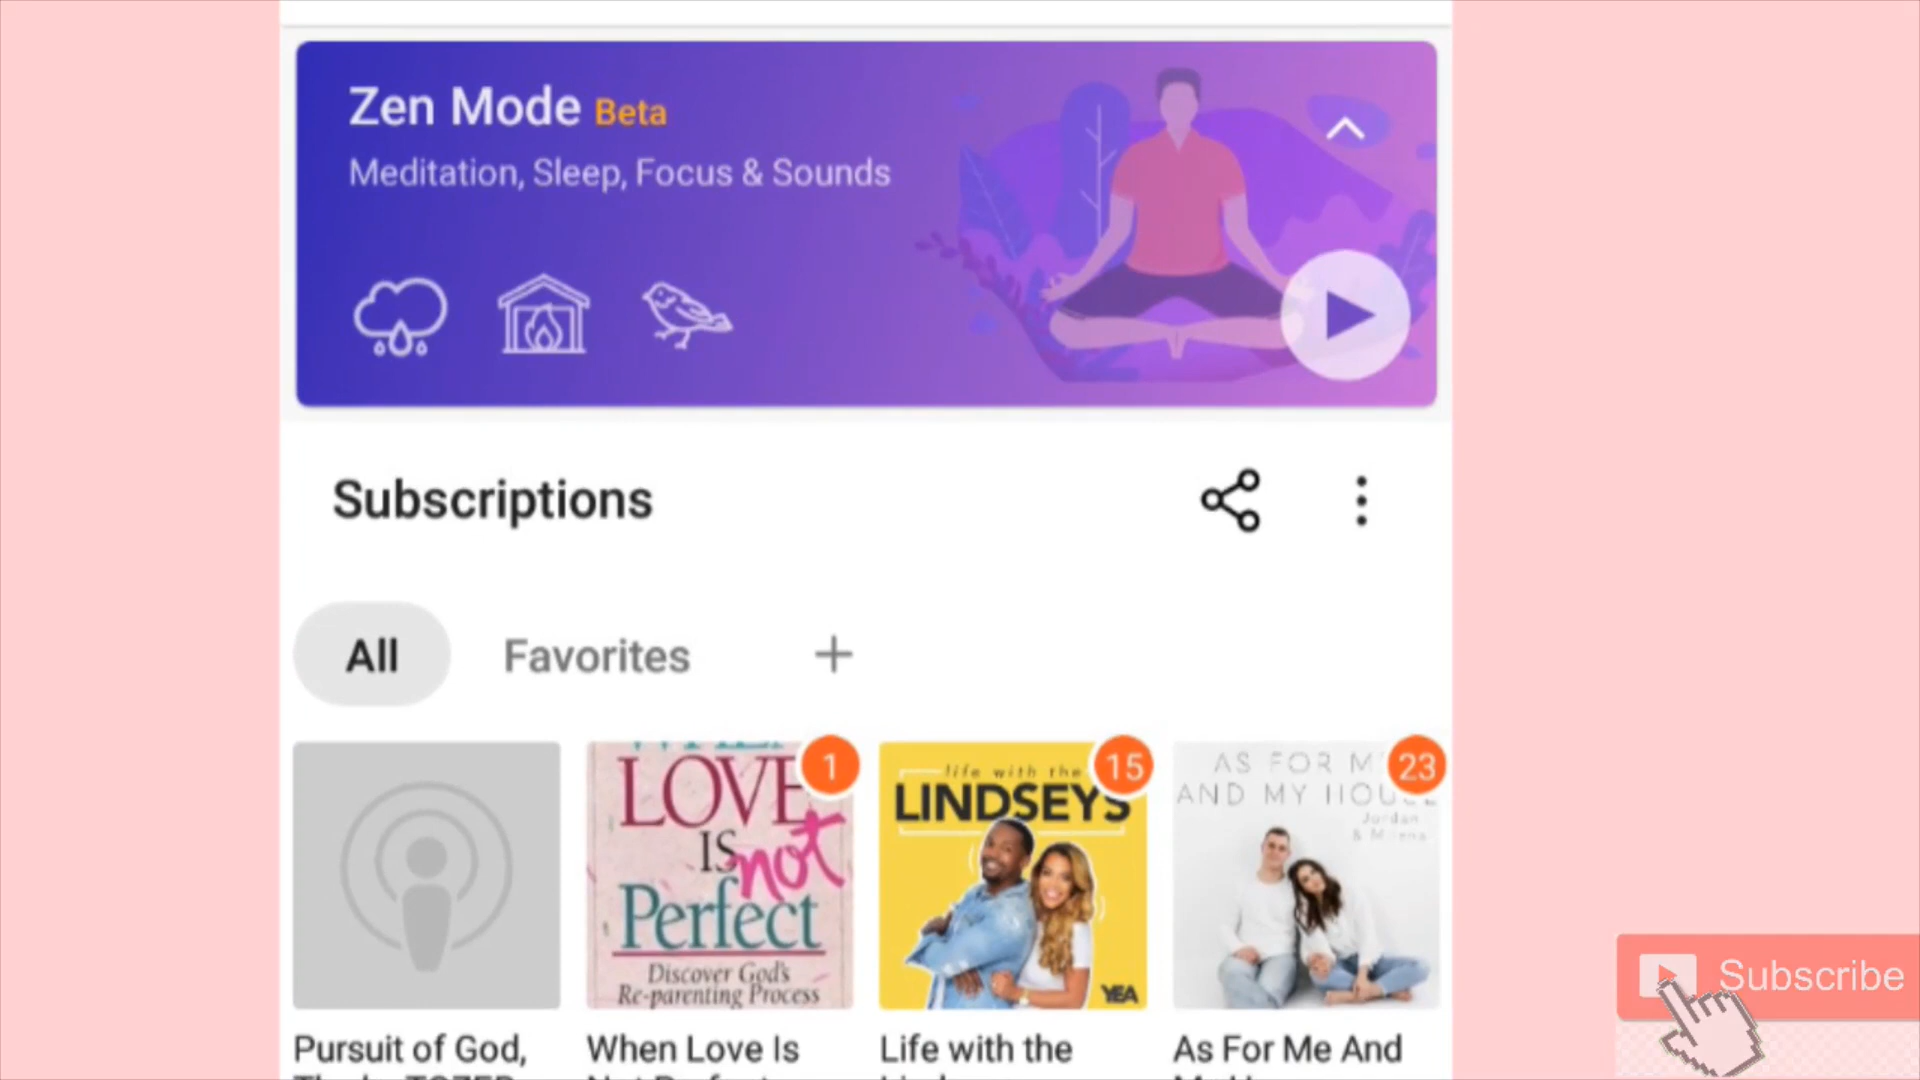 Zen Mode Beta
Meditation, Sleep, Focus & Sounds
Subscriptions
All Favorites +
1
LOVE
IS not
Perfect
Discover God's
Re-parenting Process
15
life with the
LINDSEYS
YEA
23
AS FOR M
AND MY HOUSE
Jordan
Pursuit of God,
When Love Is
Life with the
As For Me And
Subscribe